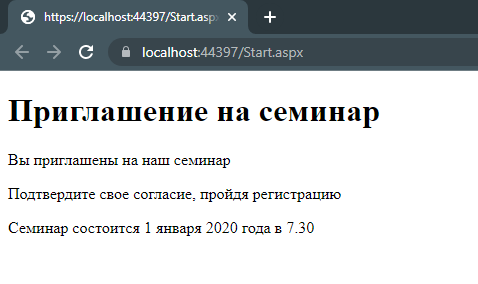 https://localhost:44397/Start.aspx
localhost:44397/Start.aspx
Приглашение на семинар
Вы приглашены на наш семинар
Подтвердите свое согласие, пройдя регистрацию
Семинар состоится 1 января 2020 года в 7.30